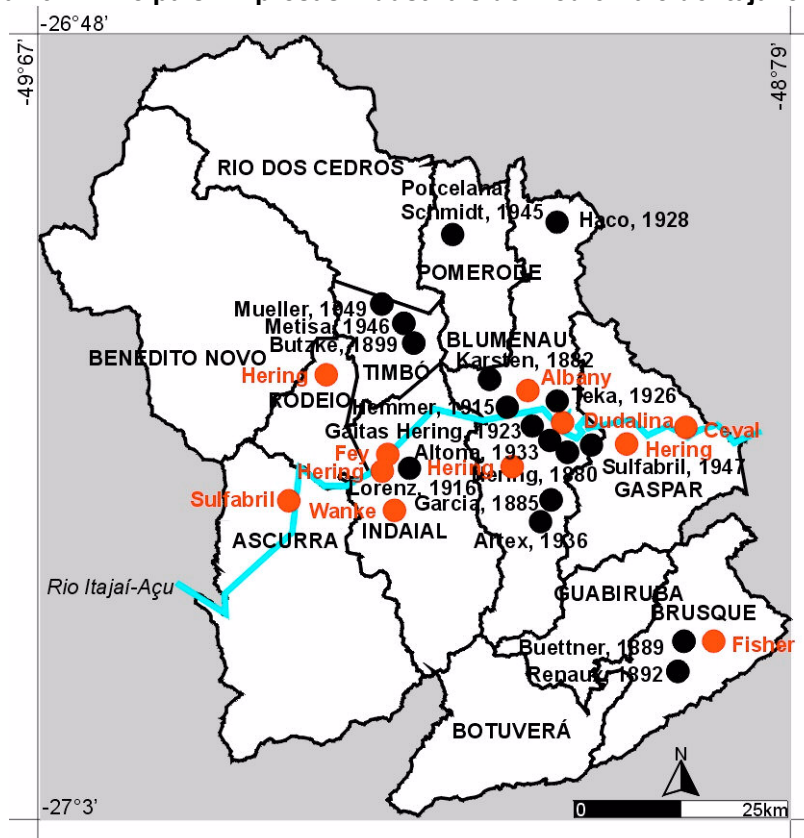 -26°48'
-49°67'
-48°79'
RIO DOS CEDROS
Porcelana
Schmidt, 1945
Haco, 1928
POMERODE
Mueller, 1949
Metisa, 1946
Butzke, 1899
BENEDITO NOVO
BLUMENAU
Karsten, 1882
TIMBÓ
Hering
Albany
RODEIO
Teka, 1926
Hemmer, 1915
Dudalina
Ceval
Gaitas Hering, 1923
Hering
Fey
Altona, 1933
Hering
Hering
Hering, 1880
Sulfabril, 1947
Lorenz, 1916
GASPAR
Sulfabril
Garcia, 1885
Wanke
INDAIAL
ASCURRA
Artex, 1936
Rio Itajaí-Açu
GUABIRUBA
BRUSQUE
Buettner, 1889
Fisher
Renaux, 1892
BOTUVERÁ
N
-27°3'
0
25km